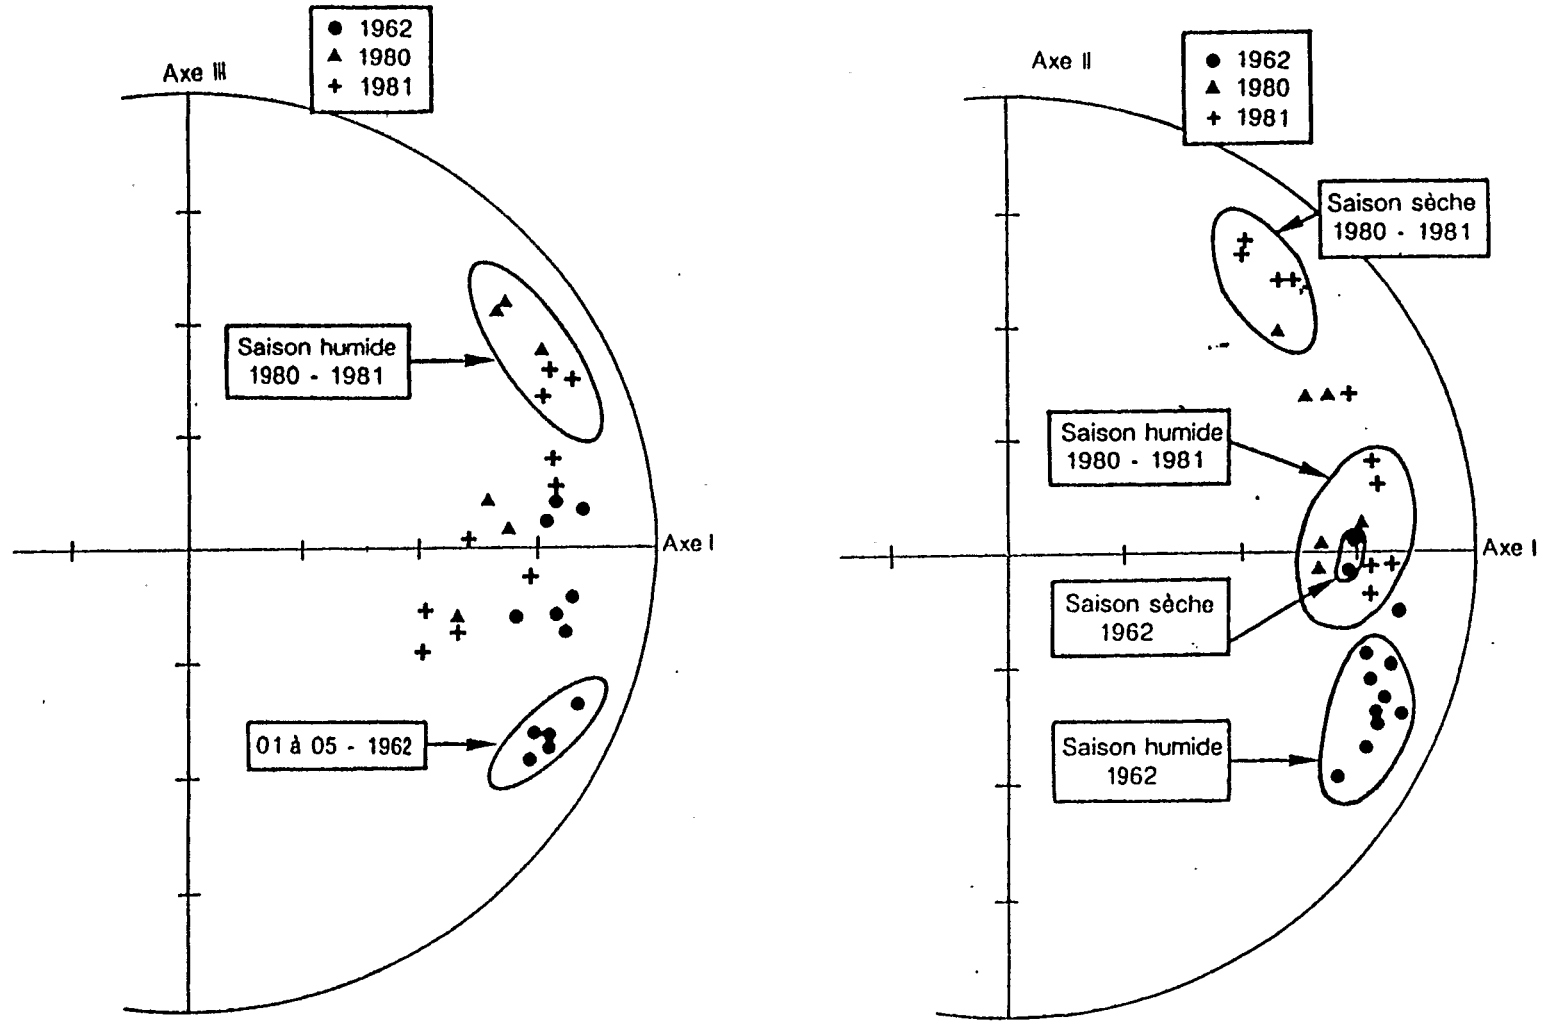 Axe III
● 1962
▲ 1980
+ 1981
Saison humide
1980 - 1981
Axe I
01 à 05 - 1962
Axe II
● 1962
▲ 1980
+ 1981
Saison sèche
1980 - 1981
Saison humide
1980 - 1981
Axe I
Saison sèche
1962
Saison humide
1962